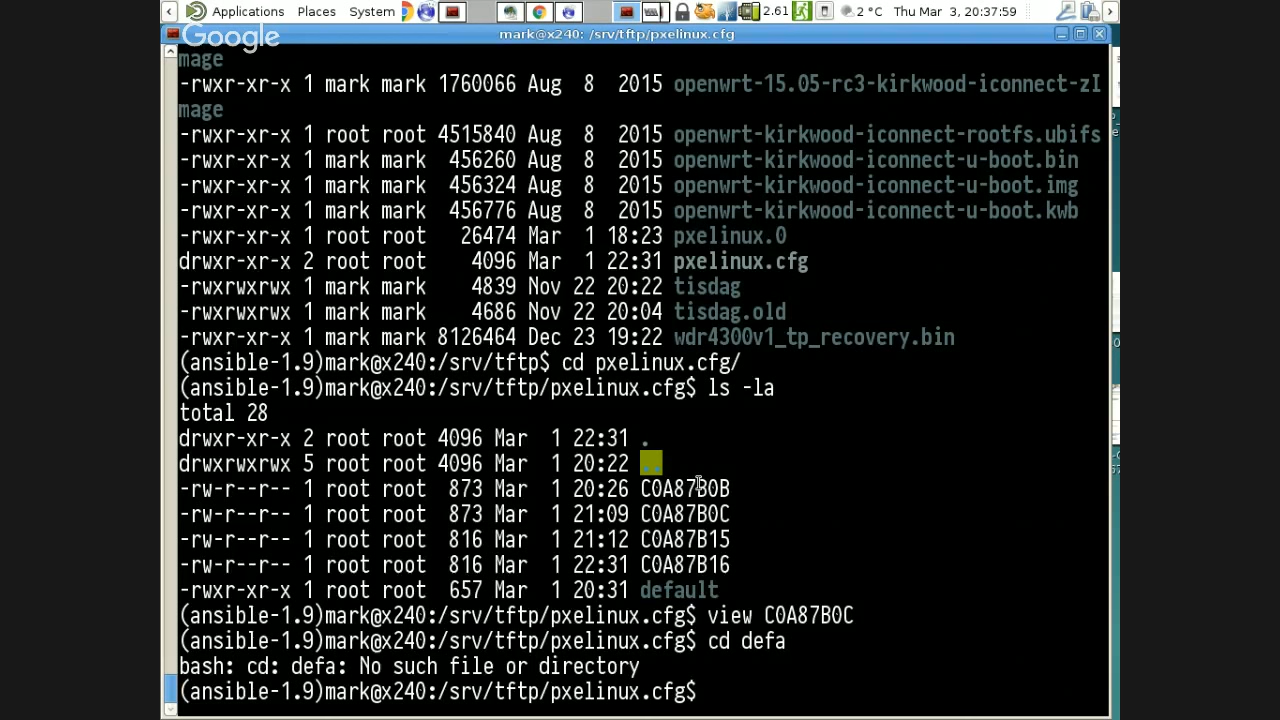 Applications Places System 2.61 2 °C Thu Mar 3, 20:37:59
Google
mark@x240: /srv/tftp/pxelinux.cfg
mage
-rwxr-xr-x 1 mark mark 1760066 Aug 8 2015 openwrt-15.05-rc3-kirkwood-iconnect-zI
mage
-rwxr-xr-x 1 root root 4515840 Aug 8 2015 openwrt-kirkwood-iconnect-rootfs.ubifs
-rwxr-xr-x 1 mark mark 456260 Aug 8 2015 openwrt-kirkwood-iconnect-u-boot.bin
-rwxr-xr-x 1 mark mark 456324 Aug 8 2015 openwrt-kirkwood-iconnect-u-boot.img
-rwxr-xr-x 1 mark mark 456776 Aug 8 2015 openwrt-kirkwood-iconnect-u-boot.kwb
-rwxr-xr-x 1 root root 26474 Mar 1 18:23 pxelinux.0
drwxr-xr-x 2 root root 4096 Mar 1 22:31 pxelinux.cfg
-rwxrwxrwx 1 mark mark 4839 Nov 22 20:22 tisdag
-rwxrwxrwx 1 mark mark 4686 Nov 22 20:04 tisdag.old
-rwxr-xr-x 1 mark mark 8126464 Dec 23 19:22 wdr4300v1_tp_recovery.bin
(ansible-1.9)mark@x240:/srv/tftp$ cd pxelinux.cfg/
(ansible-1.9)mark@x240:/srv/tftp/pxelinux.cfg$ ls -la
total 28
drwxr-xr-x 2 root root 4096 Mar 1 22:31 .
drwxrwxrwx 5 root root 4096 Mar 1 20:22 ..
-rw-r--r-- 1 root root 873 Mar 1 20:26 C0A87B0B
-rw-r--r-- 1 root root 873 Mar 1 21:09 C0A87B0C
-rw-r--r-- 1 root root 816 Mar 1 21:12 C0A87B15
-rw-r--r-- 1 root root 816 Mar 1 22:31 C0A87B16
-rwxr-xr-x 1 root root 657 Mar 1 20:31 default
(ansible-1.9)mark@x240:/srv/tftp/pxelinux.cfg$ view C0A87B0C
(ansible-1.9)mark@x240:/srv/tftp/pxelinux.cfg$ cd defa
bash: cd: defa: No such file or directory
(ansible-1.9)mark@x240:/srv/tftp/pxelinux.cfg$